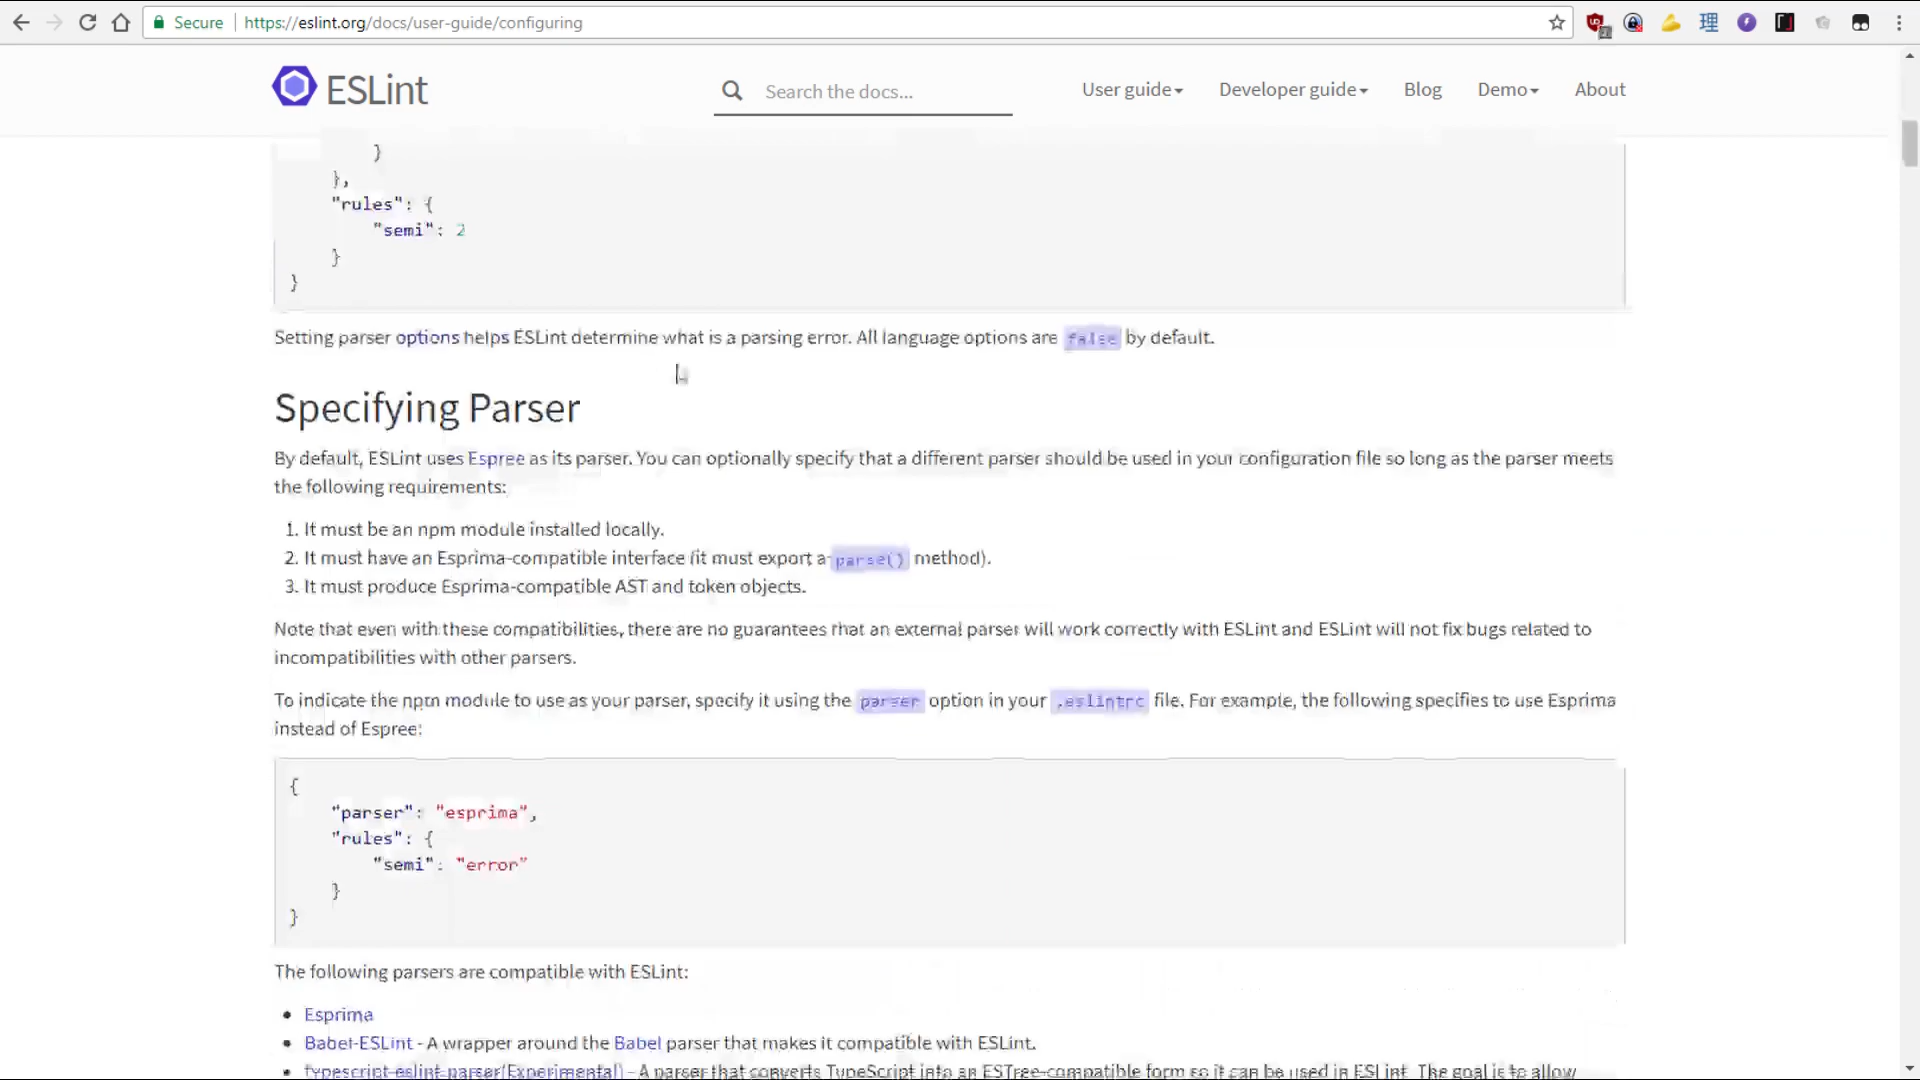 Secure
https://eslint.org/docs/user-guide/configuring
ESLint
Search the docs...
User guide
Developer guide
Blog
Demo
About
}
},
"rules": {
"semi": 2
}
}
Setting parser options helps ESLint determine what is a parsing error. All language options are false by default.
Specifying Parser
By default, ESLint uses Espree as its parser. You can optionally specify that a different parser should be used in your configuration file so long as the parser meets
the following requirements:
1. It must be an npm module installed locally.
2. It must have an Esprima-compatible interface (it must export a parse() method).
3. It must produce Esprima-compatible AST and token objects.
Note that even with these compatibilities, there are no guarantees that an external parser will work correctly with ESLint and ESLint will not fix bugs related to
incompatibilities with other parsers.
To indicate the npm module to use as your parser, specify it using the parser option in your .eslintrc file. For example, the following specifies to use Esprima
instead of Espree:
{
"parser": "esprima",
"rules": {
"semi": "error"
}
}
The following parsers are compatible with ESLint:
• Esprima
• Babel-ESLint - A wrapper around the Babel parser that makes it compatible with ESLint.
• typescript-eslint-parser(Experimental) - A parser that converts TypeScript into an ESTree-compatible form so it can be used in ESLint. The goal is to allow